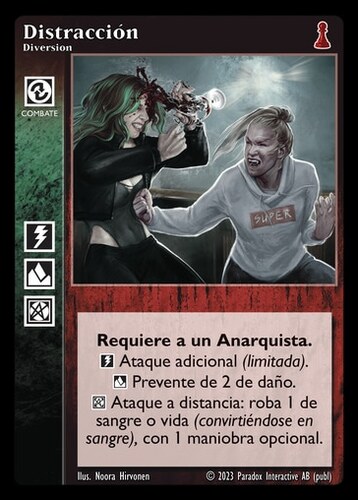 Distracción
Diversion
COMBATE
SUPER
Requiere a un Anarquista.
Ataque adicional (limitada).
Prevente de 2 de daño.
Ataque a distancia: roba 1 de
sangre o vida (convirtiéndose en
sangre), con 1 maniobra opcional.
Ilus. Noora Hirvonen
© 2023 Paradox Interactive AB (publ)